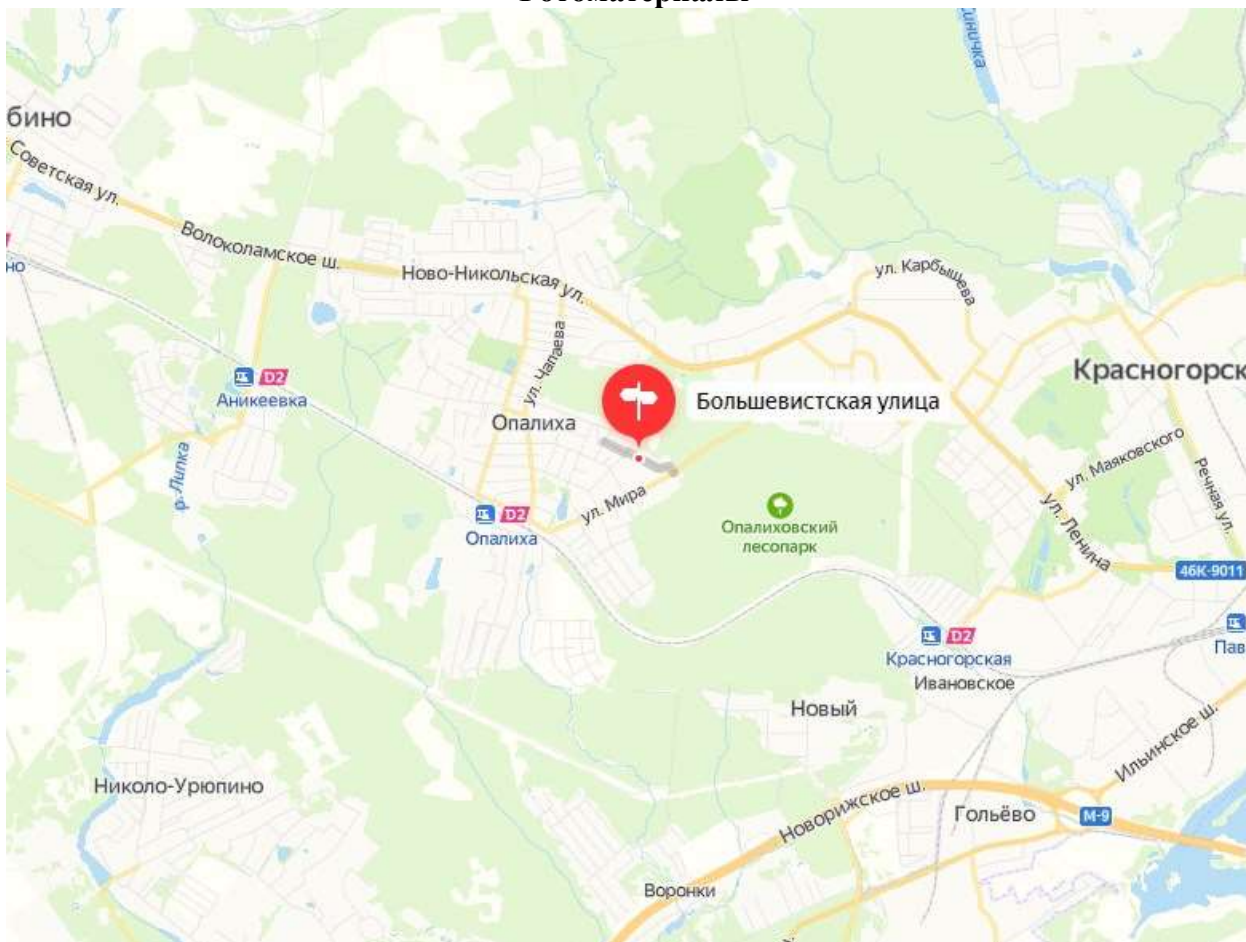 Фотоматериалы
бино
Советская ул.
Волоколамское ш.
Ново-Никольская ул.
ул. Чапаева
ул. Карбышева
Красногорск
Большевистская улица
Опалиха
D2
Аникеевка
р. Липка
ул. Мира
D2
Опалиха
Опалиховский
лесопарк
ул. Маяковского
Речная ул.
ул. Ленина
46К-9011
D2
Красногорская
Ивановское
Пав
Новый
Ильинское ш.
Николо-Урюпино
Новорижское ш.
Гольёво
М-9
Воронки
но